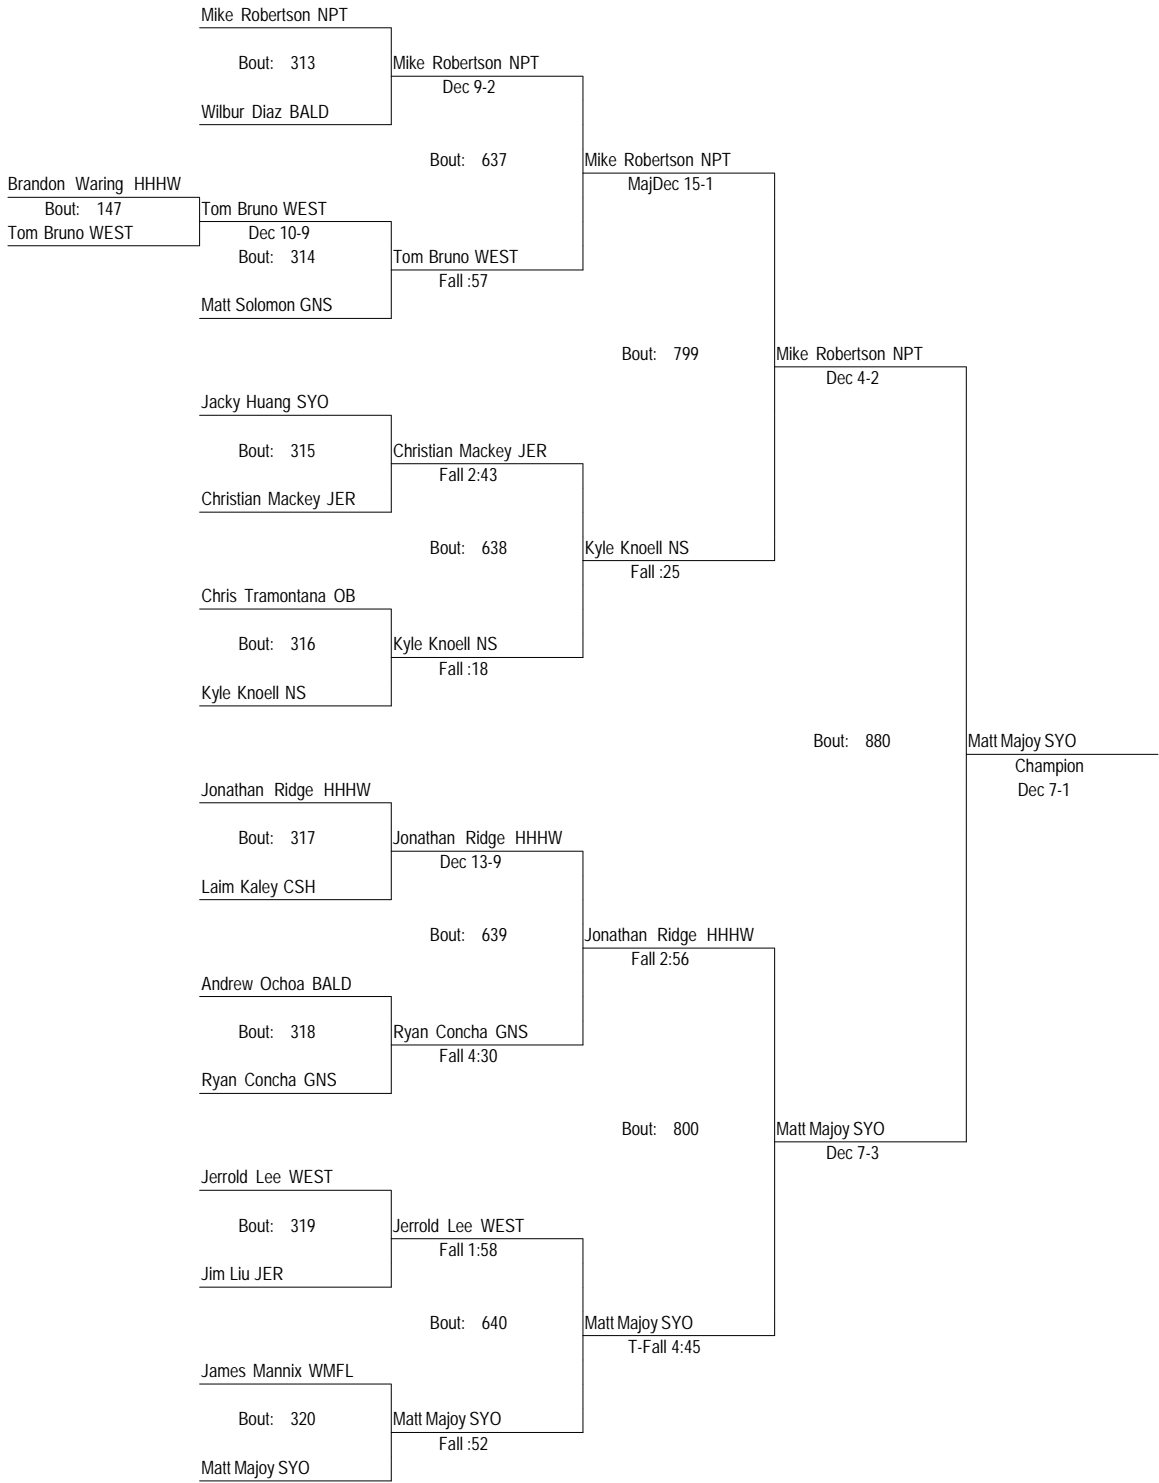 Mike Robertson NPT
Bout: 313
Mike Robertson NPT
Dec 9-2
Wilbur Diaz BALD
Bout: 637
Mike Robertson NPT
MajDec 15-1
Brandon Waring HHHW
Bout: 147
Tom Bruno WEST
Tom Bruno WEST
Dec 10-9
Bout: 314
Tom Bruno WEST
Fall :57
Matt Solomon GNS
Bout: 799
Mike Robertson NPT
Dec 4-2
Jacky Huang SYO
Bout: 315
Christian Mackey JER
Fall 2:43
Christian Mackey JER
Bout: 638
Kyle Knoell NS
Fall :25
Chris Tramontana OB
Bout: 316
Kyle Knoell NS
Fall :18
Kyle Knoell NS
Bout: 880
Matt Majoy SYO
Champion
Dec 7-1
Jonathan Ridge HHHW
Bout: 317
Jonathan Ridge HHHW
Dec 13-9
Laim Kaley CSH
Bout: 639
Jonathan Ridge HHHW
Fall 2:56
Andrew Ochoa BALD
Bout: 318
Ryan Concha GNS
Fall 4:30
Ryan Concha GNS
Bout: 800
Matt Majoy SYO
Dec 7-3
Jerrold Lee WEST
Bout: 319
Jerrold Lee WEST
Fall 1:58
Jim Liu JER
Bout: 640
Matt Majoy SYO
T-Fall 4:45
James Mannix WMFL
Bout: 320
Matt Majoy SYO
Fall :52
Matt Majoy SYO